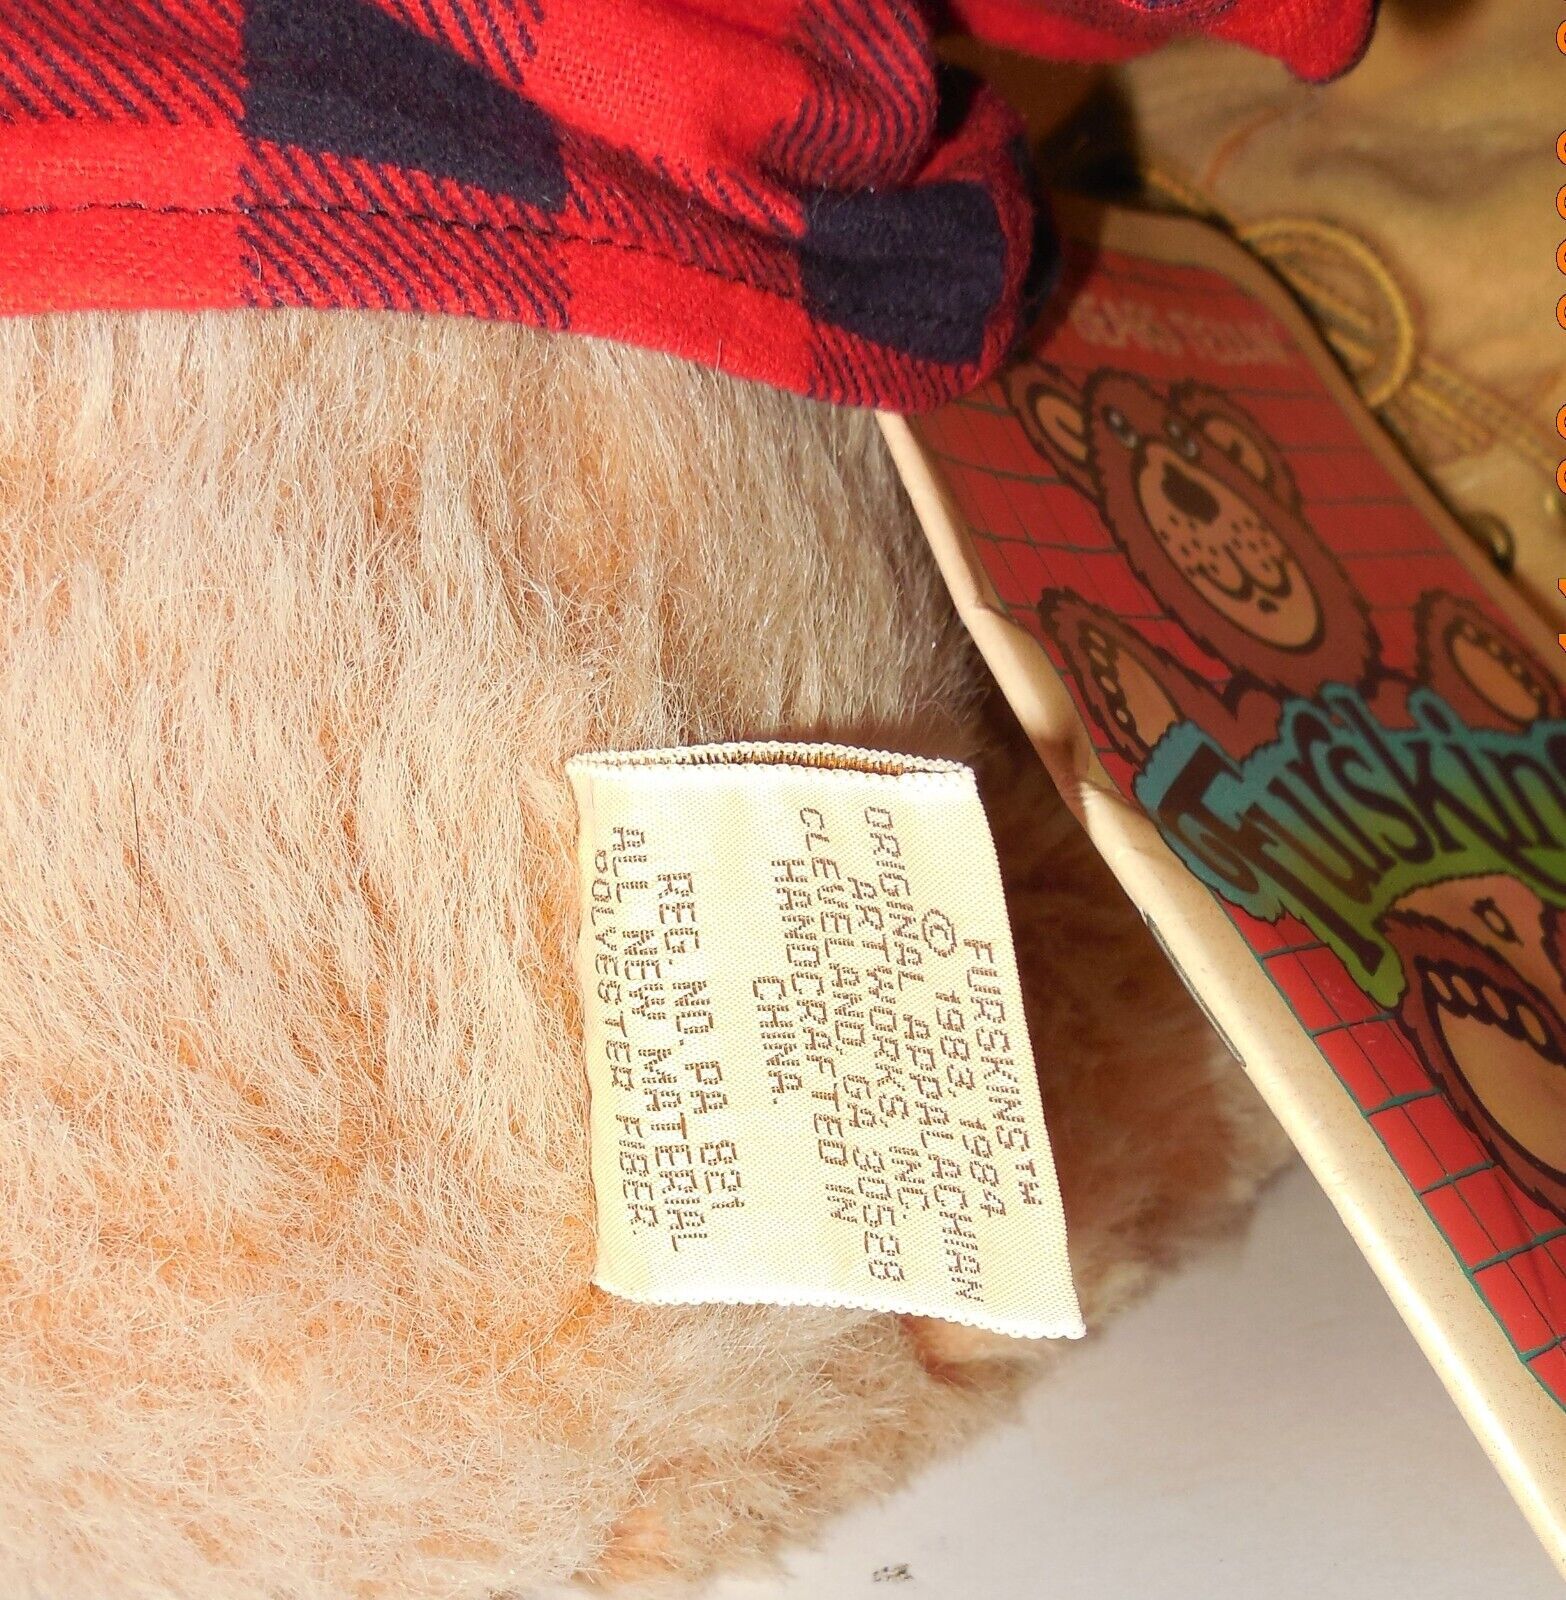 FURSKINS™
© 1983, 1984
ORIGINAL APPALACHIAN
ARTWORKS, INC.
CLEVELAND, GA 30528
HANDCRAFTED IN
CHINA.
REG. NO. PA 821
ALL NEW MATERIAL
POLYESTER FIBER.
Furskins